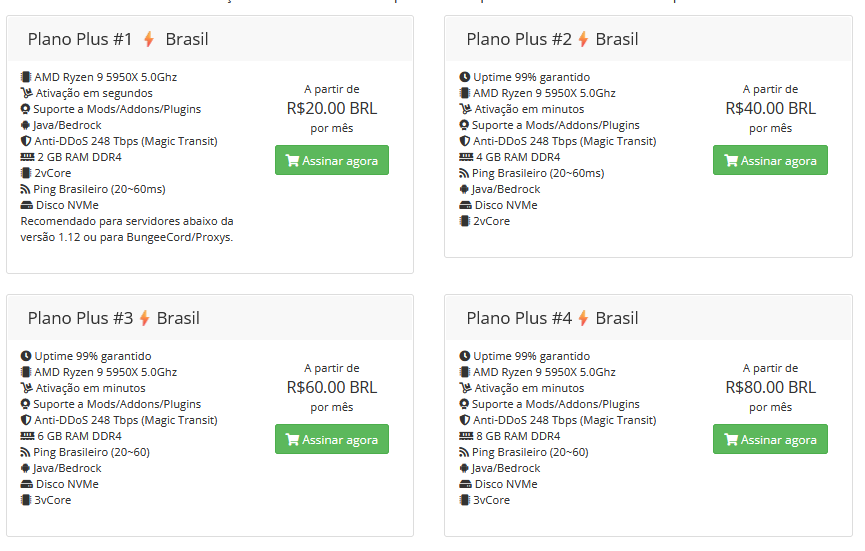 Plano Plus #1 ⚡ Brasil
AMD Ryzen 9 5950X 5.0Ghz
Ativação em segundos
Suporte a Mods/Addons/Plugins
Java/Bedrock
Anti-DDoS 248 Tbps (Magic Transit)
2 GB RAM DDR4
2vCore
Ping Brasileiro (20~60ms)
Disco NVMe
Recomendado para servidores abaixo da
versão 1.12 ou para BungeeCord/Proxys.
A partir de
R$20.00 BRL
por mês
Assinar agora
Plano Plus #2 ⚡ Brasil
Uptime 99% garantido
AMD Ryzen 9 5950X 5.0Ghz
Ativação em minutos
Suporte a Mods/Addons/Plugins
Anti-DDoS 248 Tbps (Magic Transit)
4 GB RAM DDR4
Ping Brasileiro (20~60ms)
Java/Bedrock
Disco NVMe
2vCore
A partir de
R$40.00 BRL
por mês
Assinar agora
Plano Plus #3 ⚡ Brasil
Uptime 99% garantido
AMD Ryzen 9 5950X 5.0Ghz
Ativação em minutos
Suporte a Mods/Addons/Plugins
Anti-DDoS 248 Tbps (Magic Transit)
6 GB RAM DDR4
Ping Brasileiro (20~60)
Java/Bedrock
Disco NVMe
3vCore
A partir de
R$60.00 BRL
por mês
Assinar agora
Plano Plus #4 ⚡ Brasil
Uptime 99% garantido
AMD Ryzen 9 5950X 5.0Ghz
Ativação em minutos
Suporte a Mods/Addons/Plugins
Anti-DDoS 248 Tbps (Magic Transit)
8 GB RAM DDR4
Ping Brasileiro (20~60)
Java/Bedrock
Disco NVMe
3vCore
A partir de
R$80.00 BRL
por mês
Assinar agora